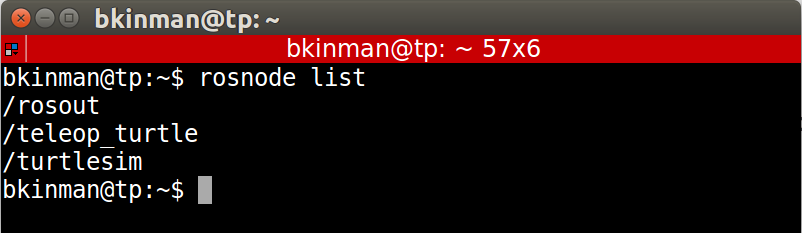 bkinman@tp: ~
bkinman@tp: ~ 57x6
bkinman@tp:~$ rosnode list
/rosout
/teleop_turtle
/turtlesim
bkinman@tp:~$